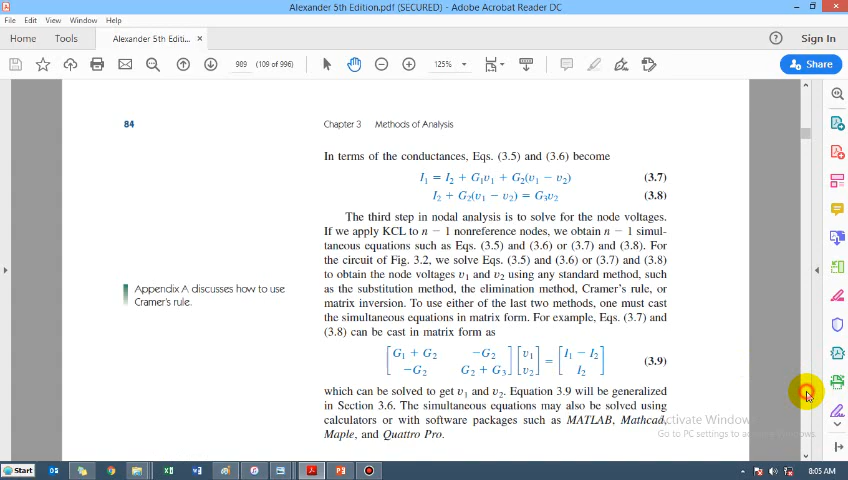 Alexander 5th Edition.pdf (SECURED) - Adobe Acrobat Reader DC
File Edit View Window Help
Home Tools Alexander 5th Editi... × Sign In
989 (109 of 996) 125% Share
84 Chapter 3 Methods of Analysis
In terms of the conductances, Eqs. (3.5) and (3.6) become
I₁ = I₂ + G₁v₁ + G₂(v₁ − v₂) (3.7)
I₂ + G₂(v₁ − v₂) = G₃v₂ (3.8)
The third step in nodal analysis is to solve for the node voltages.
If we apply KCL to n − 1 nonreference nodes, we obtain n − 1 simul-
taneous equations such as Eqs. (3.5) and (3.6) or (3.7) and (3.8). For
the circuit of Fig. 3.2, we solve Eqs. (3.5) and (3.6) or (3.7) and (3.8)
to obtain the node voltages v₁ and v₂ using any standard method, such
as the substitution method, the elimination method, Cramer's rule, or
matrix inversion. To use either of the last two methods, one must cast
the simultaneous equations in matrix form. For example, Eqs. (3.7) and
(3.8) can be cast in matrix form as
Appendix A discusses how to use
Cramer's rule.
[G₁ + G₂ −G₂] [v₁] = [I₁ − I₂]
[−G₂ G₂ + G₃] [v₂] [I₂] (3.9)
which can be solved to get v₁ and v₂. Equation 3.9 will be generalized
in Section 3.6. The simultaneous equations may also be solved using
calculators or with software packages such as MATLAB, Mathcad,
Maple, and Quattro Pro.
Activate Windows
Go to PC settings to activate Windows.
Start 8:05 AM